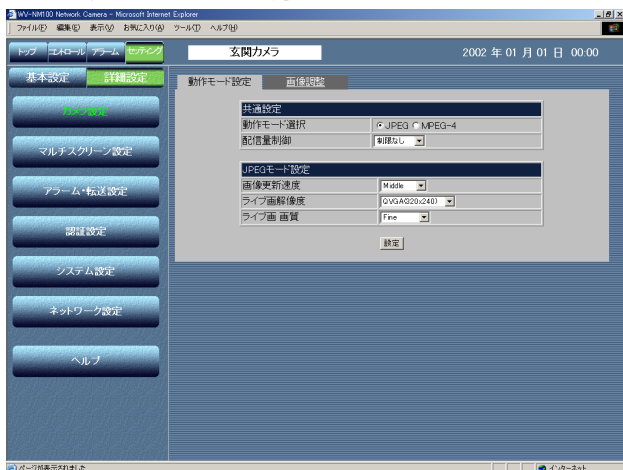 WV-NM100 Network Camera - Microsoft Internet Explorer
ファイル(F) 編集(E) 表示(V) お気に入り(A) ツール(T) ヘルプ(H)
トップ エルロール アラーム セッティング
玄関カメラ
2002 年 01 月 01 日 00:00
基本設定 詳細設定
動作モード設定 画像調整
カメラ設定
マルチスクリーン設定
アラーム・転送設定
認証設定
システム設定
ネットワーク設定
ヘルプ
共通設定
動作モード選択 JPEG MPEG-4
配信量制御 制限なし
JPEGモード設定
画像更新速度 Middle
ライブ画解像度 QVGA(320x240)
ライブ画 画質 Fine
設定
ページが表示されました
インターネット